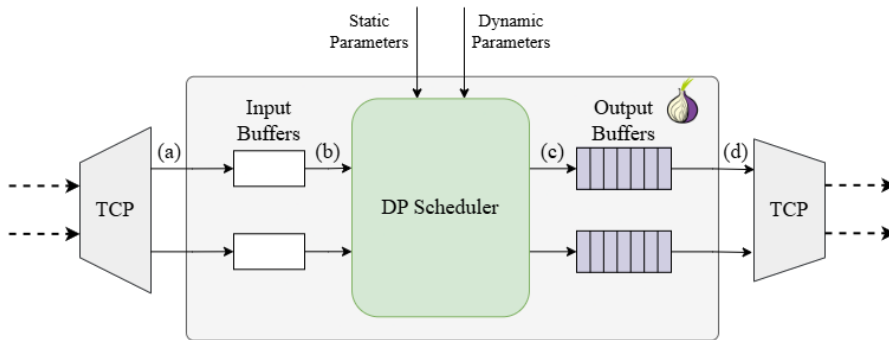 Static
Parameters
Dynamic
Parameters
Input
Buffers
Output
Buffers
(a)
(b)
(c)
(d)
TCP
DP Scheduler
TCP